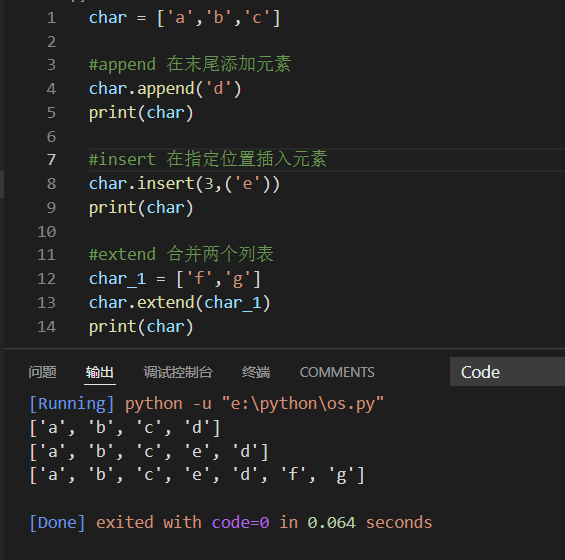 1 char = ['a','b','c']
2
3 #append 在末尾添加元素
4 char.append('d')
5 print(char)
6
7 #insert 在指定位置插入元素
8 char.insert(3,('e'))
9 print(char)
10
11 #extend 合并两个列表
12 char_1 = ['f','g']
13 char.extend(char_1)
14 print(char)
问题 输出 调试控制台 终端 COMMENTS Code
[Running] python -u "e:\python\os.py"
['a', 'b', 'c', 'd']
['a', 'b', 'c', 'e', 'd']
['a', 'b', 'c', 'e', 'd', 'f', 'g']
[Done] exited with code=0 in 0.064 seconds